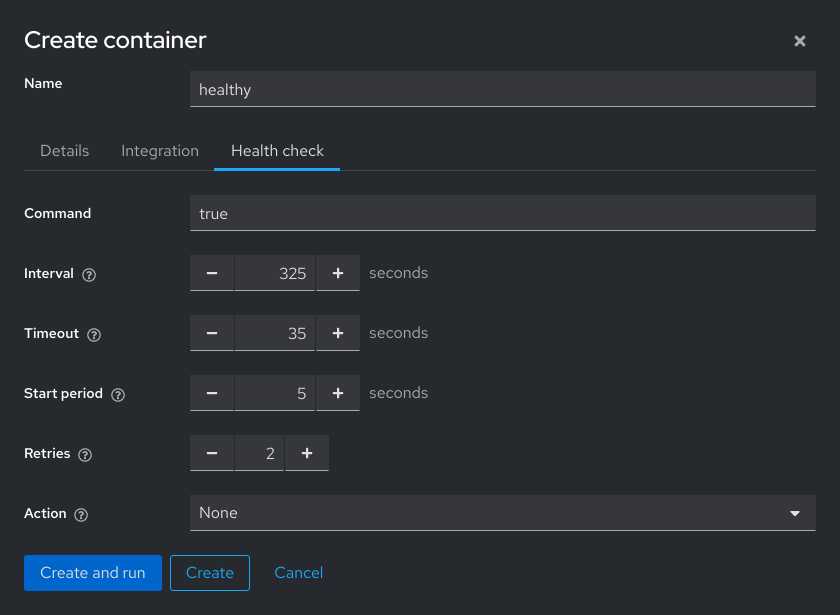 Create container
Name
healthy
Details Integration Health check
Command
true
Interval
325 seconds
Timeout
35 seconds
Start period
5 seconds
Retries
2
Action
None
Create and run Create Cancel